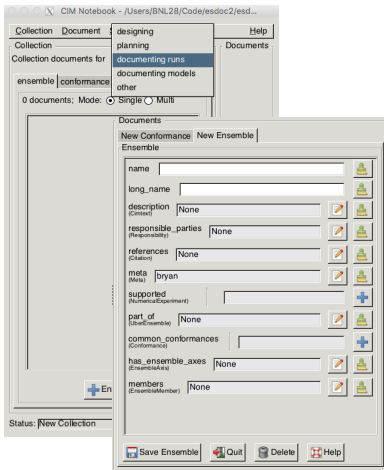 CIM Notebook - /Users/BNL28/Code/esdoc2/esd...
Collection Document
Help
designing
planning
documenting runs
documenting models
other
Collection
Documents
Collection documents for
ensemble conformance
0 documents; Mode: Single Multi
Documents
New Conformance New Ensemble
Ensemble
name
long_name
description
(Cimtext)
None
responsible_parties
(Responsibility)
None
references
(Citation)
None
meta
(Meta)
bryan
supported
(NumericalExperiment)
part_of
(UberEnsemble)
None
common_conformances
(Conformance)
has_ensemble_axes
(EnsembleAxis)
None
members
(EnsembleMember)
None
Save Ensemble Quit Delete Help
Status: New Collection